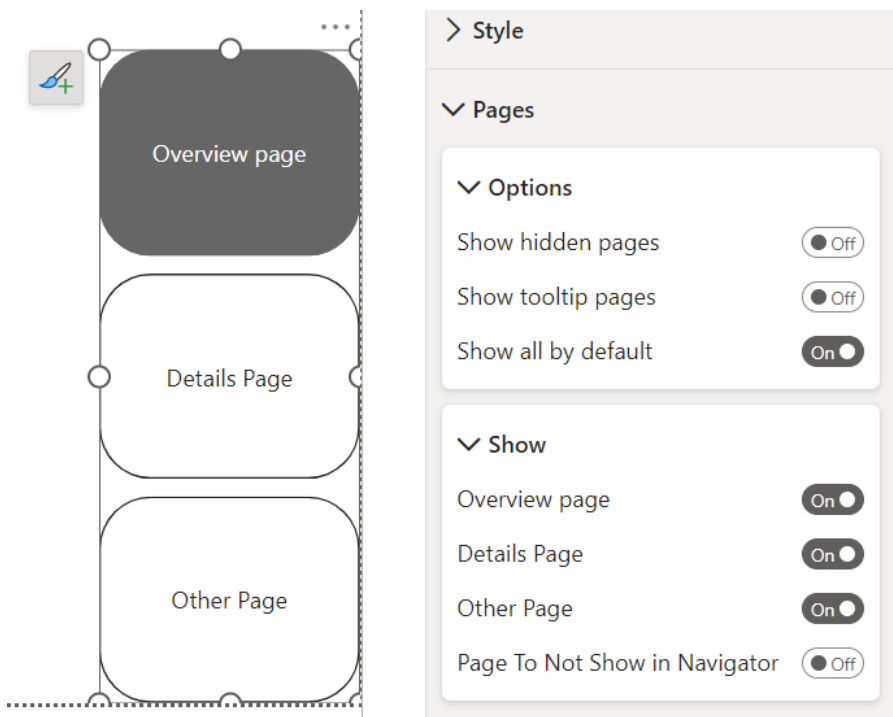 Overview page
Details Page
Other Page
Style
Pages
Options
Show hidden pages Off
Show tooltip pages Off
Show all by default On
Show
Overview page On
Details Page On
Other Page On
Page To Not Show in Navigator Off